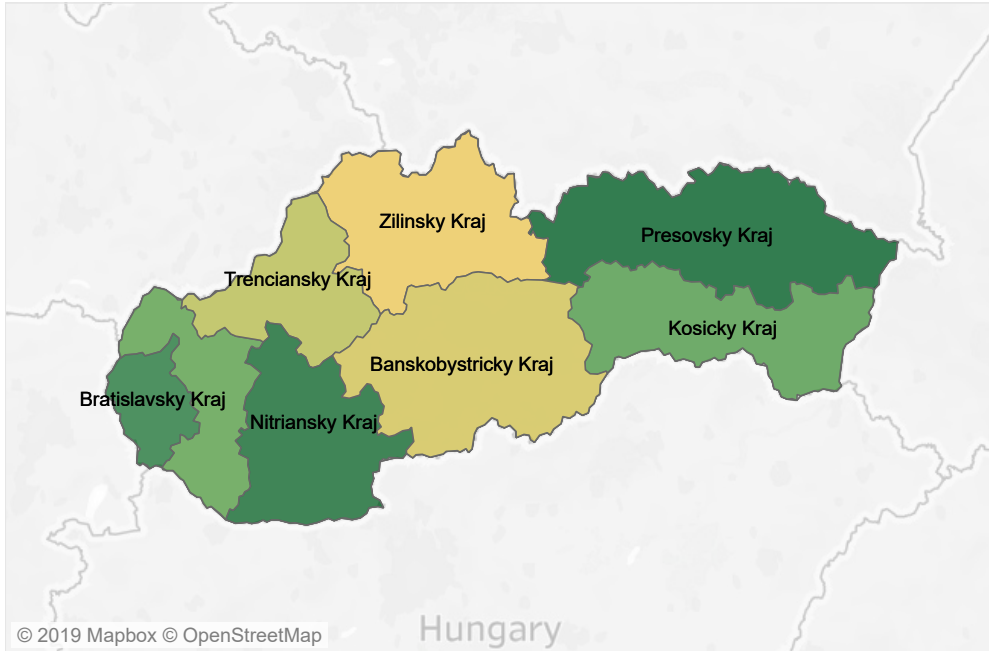 Zilinsky Kraj
Presovsky Kraj
Trenciansky Kraj
Kosicky Kraj
Banskobystricky Kraj
Bratislavsky Kraj
Nitriansky Kraj
Hungary
© 2019 Mapbox © OpenStreetMap